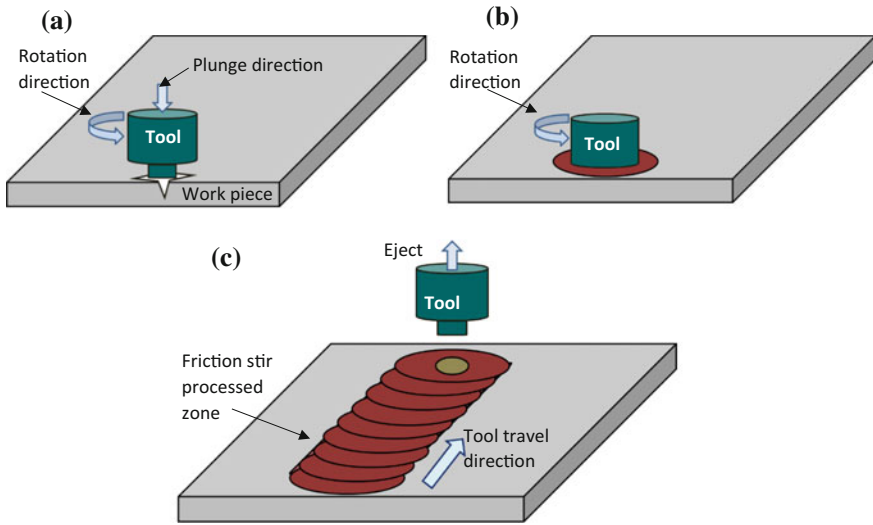 (a)
Rotation
direction
Plunge direction
Tool
Work piece
(b)
Rotation
direction
Tool
(c)
Eject
Tool
Friction stir
processed
zone
Tool travel
direction